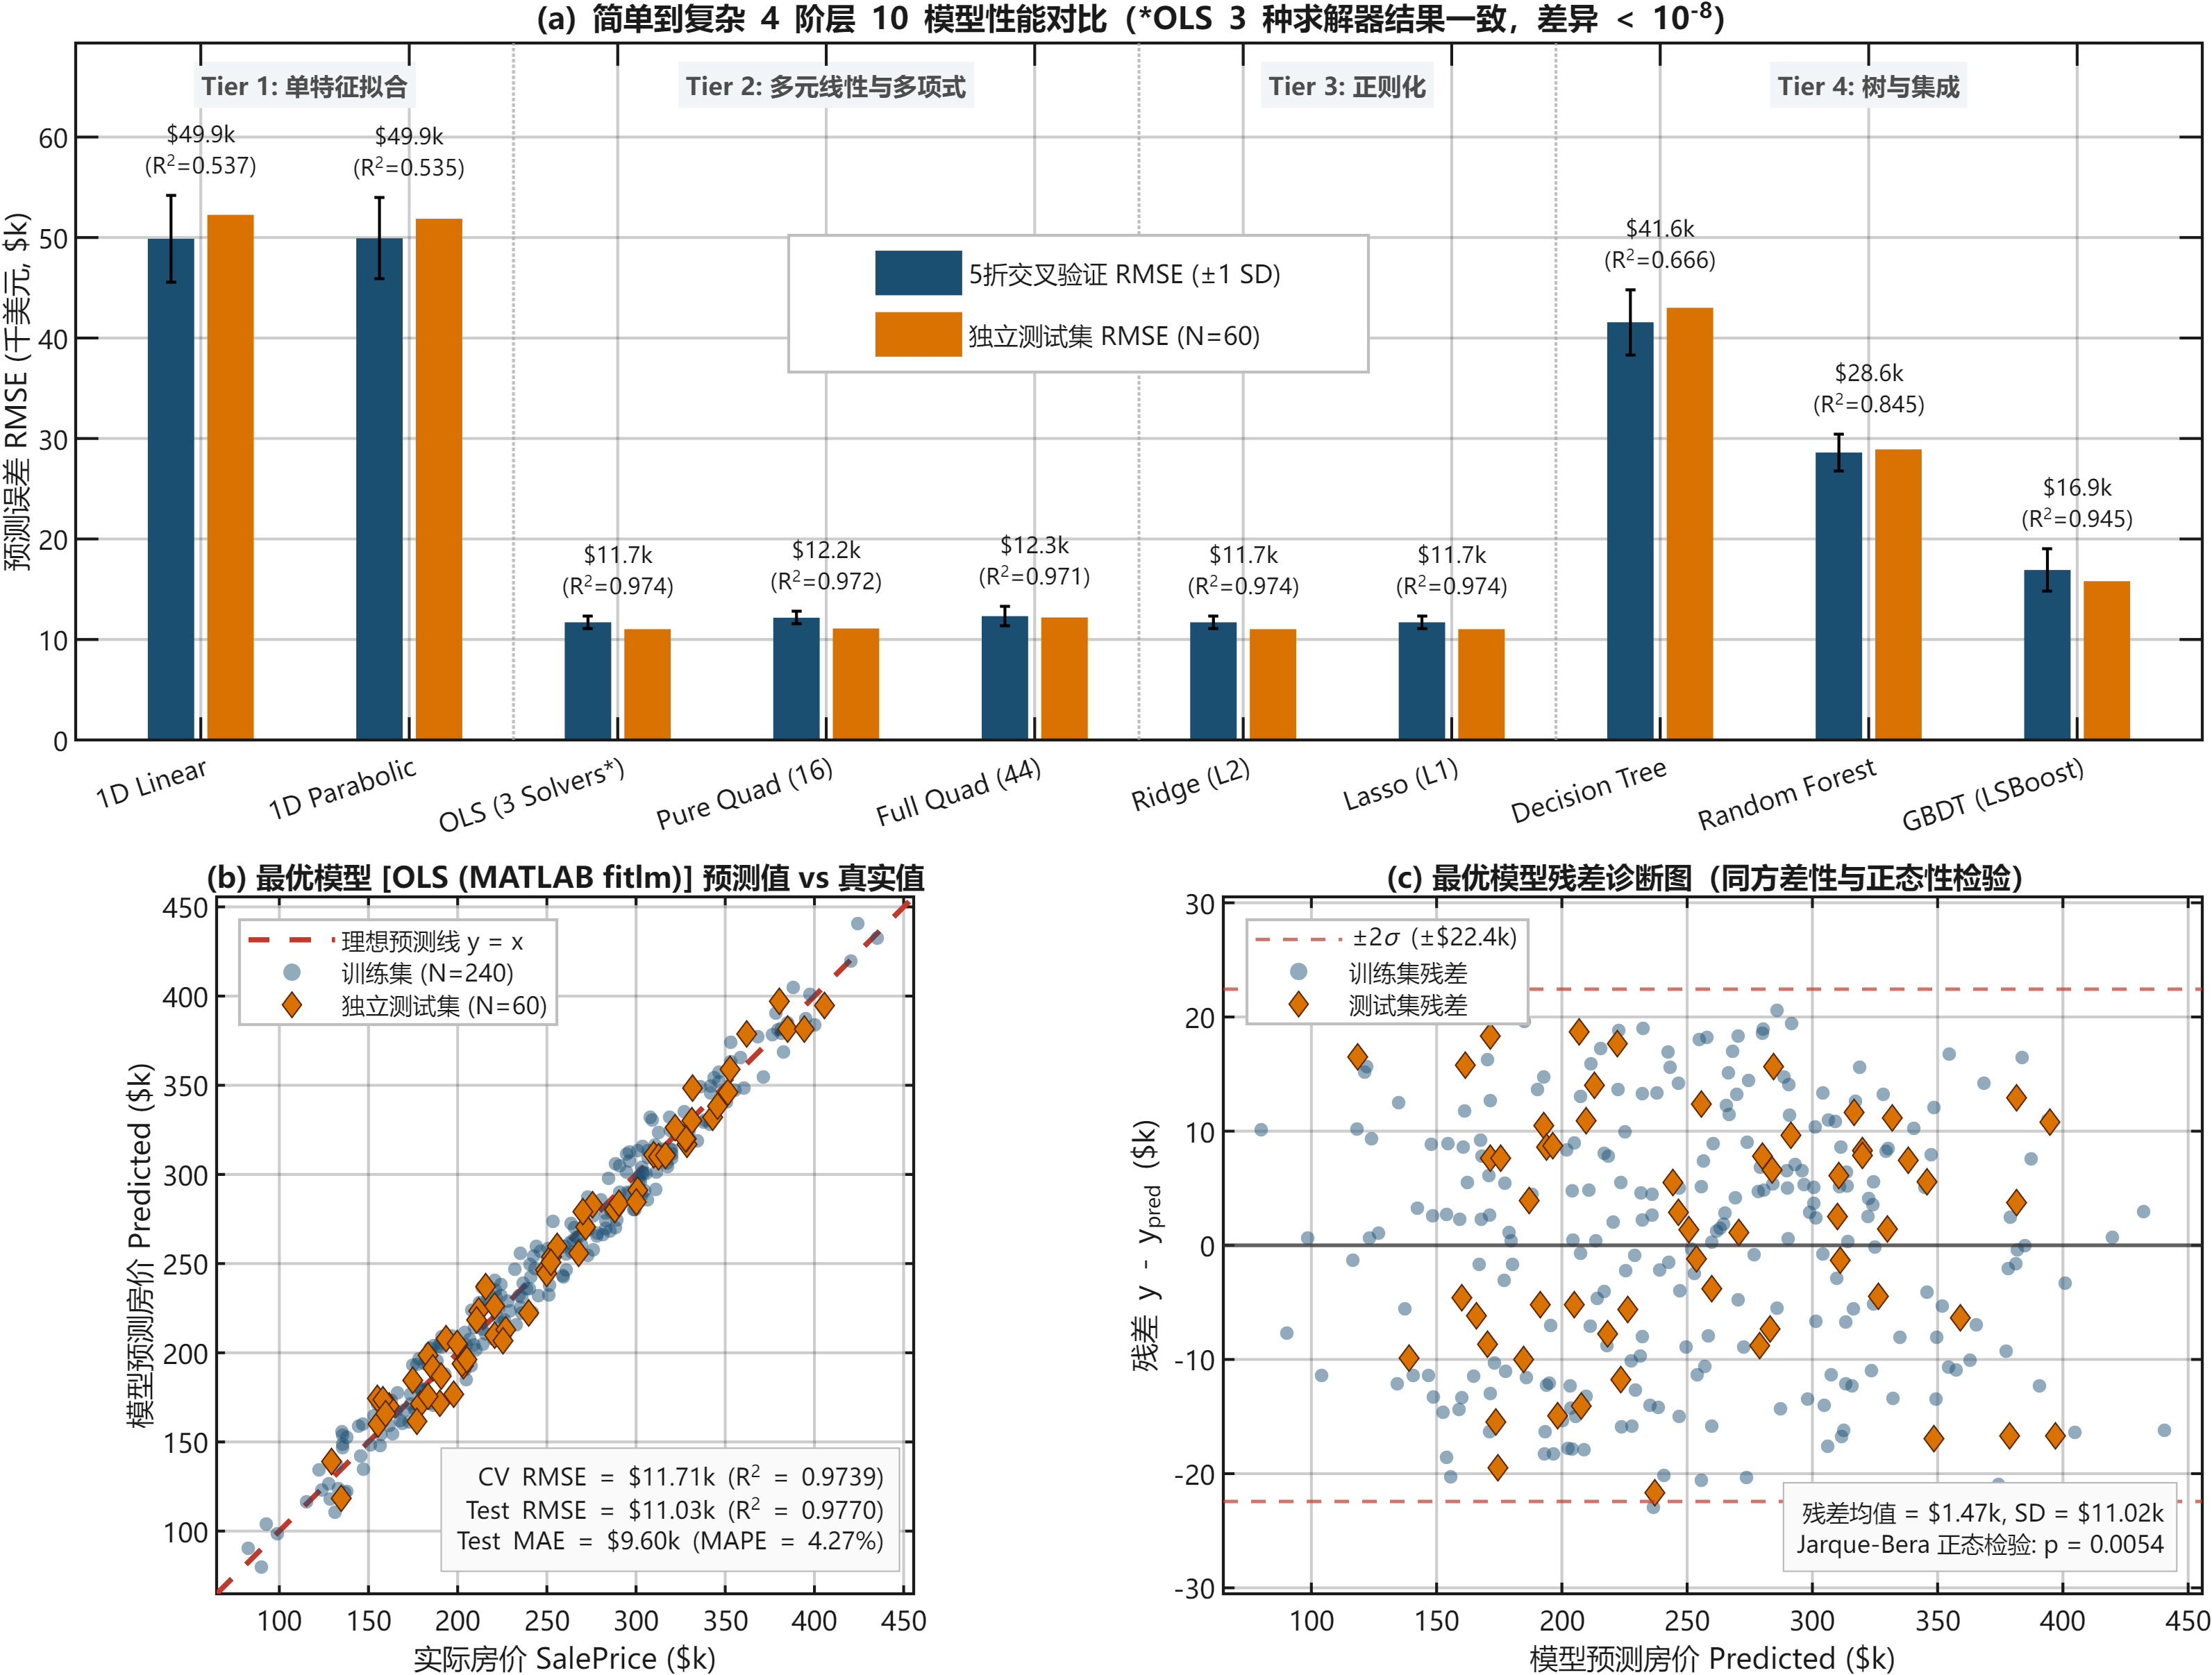 (a) 简单到复杂 4 阶层 10 模型性能对比（*OLS 3 种求解器结果一致，差异 < 10⁻⁸）
Tier 1: 单特征拟合
Tier 2: 多元线性与多项式
Tier 3: 正则化
Tier 4: 树与集成
预测误差 RMSE (千美元, $k)
60
50
40
30
20
10
0
$49.9k
(R²=0.537)
$49.9k
(R²=0.535)
$11.7k
(R²=0.974)
$12.2k
(R²=0.972)
$12.3k
(R²=0.971)
$11.7k
(R²=0.974)
$11.7k
(R²=0.974)
$41.6k
(R²=0.666)
$28.6k
(R²=0.845)
$16.9k
(R²=0.945)
5折交叉验证 RMSE (±1 SD)
独立测试集 RMSE (N=60)
1D Linear
1D Parabolic
OLS (3 Solvers*)
Pure Quad (16)
Full Quad (44)
Ridge (L2)
Lasso (L1)
Decision Tree
Random Forest
GBDT (LSBoost)
(b) 最优模型 [OLS (MATLAB fitlm)] 预测值 vs 真实值
模型预测房价 Predicted ($k)
450
400
350
300
250
200
150
100
理想预测线 y = x
训练集 (N=240)
独立测试集 (N=60)
CV RMSE = $11.71k (R² = 0.9739)
Test RMSE = $11.03k (R² = 0.9770)
Test MAE = $9.60k (MAPE = 4.27%)
100 150 200 250 300 350 400 450
实际房价 SalePrice ($k)
(c) 最优模型残差诊断图（同方差性与正态性检验）
残差 y - y_pred ($k)
30
20
10
0
-10
-20
-30
±2σ (±$22.4k)
训练集残差
测试集残差
残差均值 = $1.47k, SD = $11.02k
Jarque-Bera 正态检验: p = 0.0054
100 150 200 250 300 350 400 450
模型预测房价 Predicted ($k)